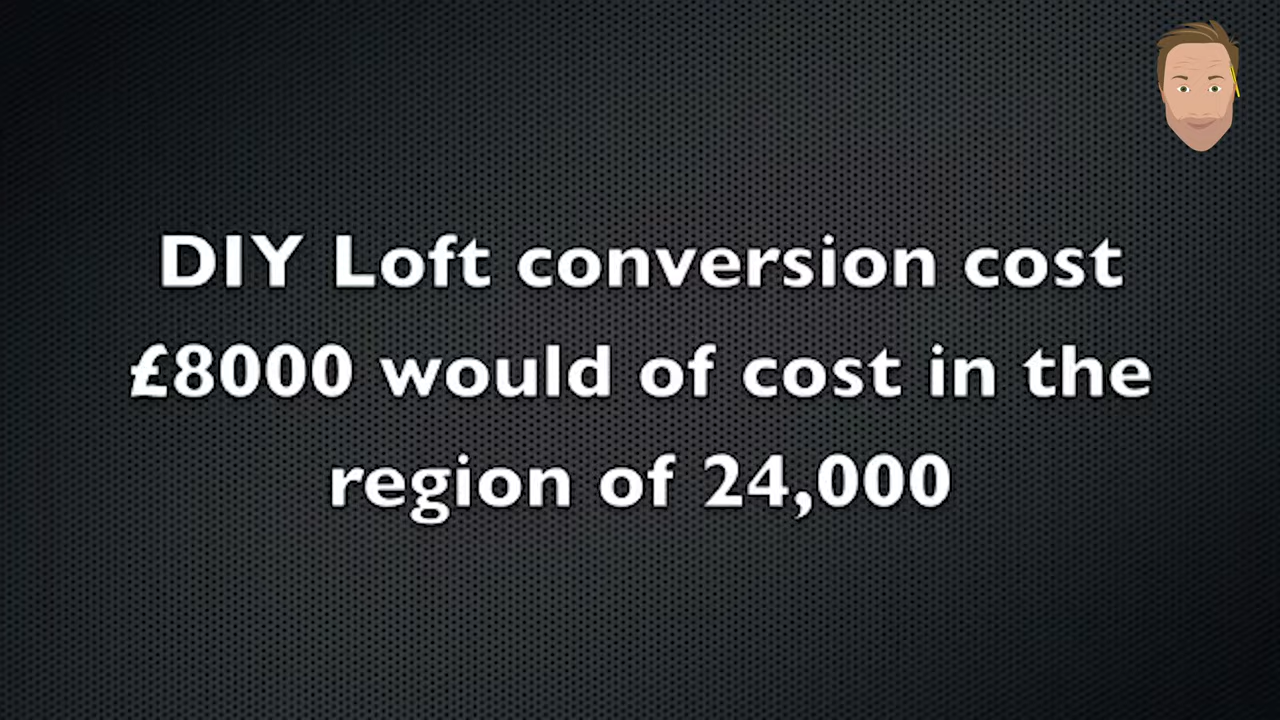 DIY Loft conversion cost
£8000 would of cost in the
region of 24,000